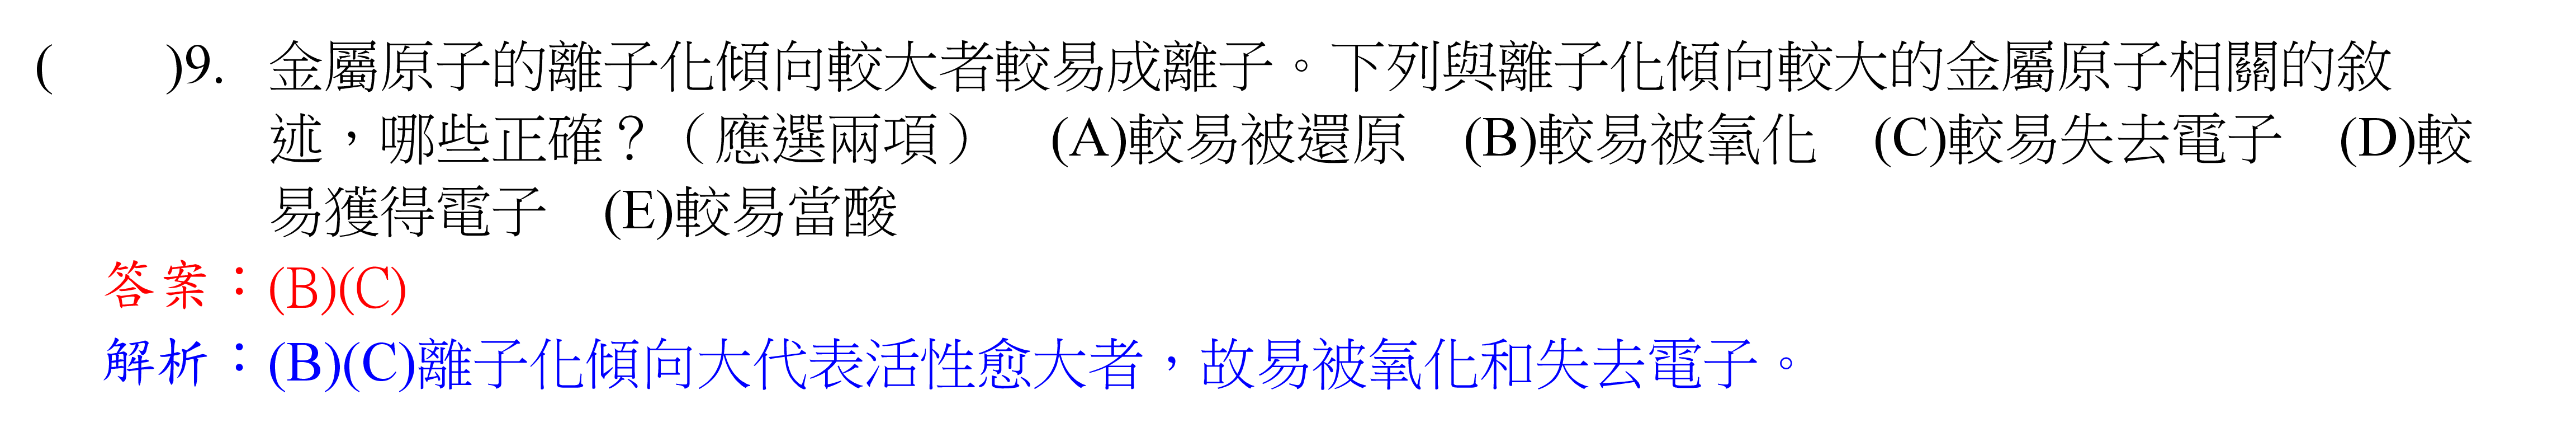 (　　)9. 金屬原子的離子化傾向較大者較易成離子。下列與離子化傾向較大的金屬原子相關的敘
述，哪些正確？（應選兩項）　(A)較易被還原　(B)較易被氧化　(C)較易失去電子　(D)較
易獲得電子　(E)較易當酸
答案：(B)(C)
解析：(B)(C)離子化傾向大代表活性愈大者，故易被氧化和失去電子。